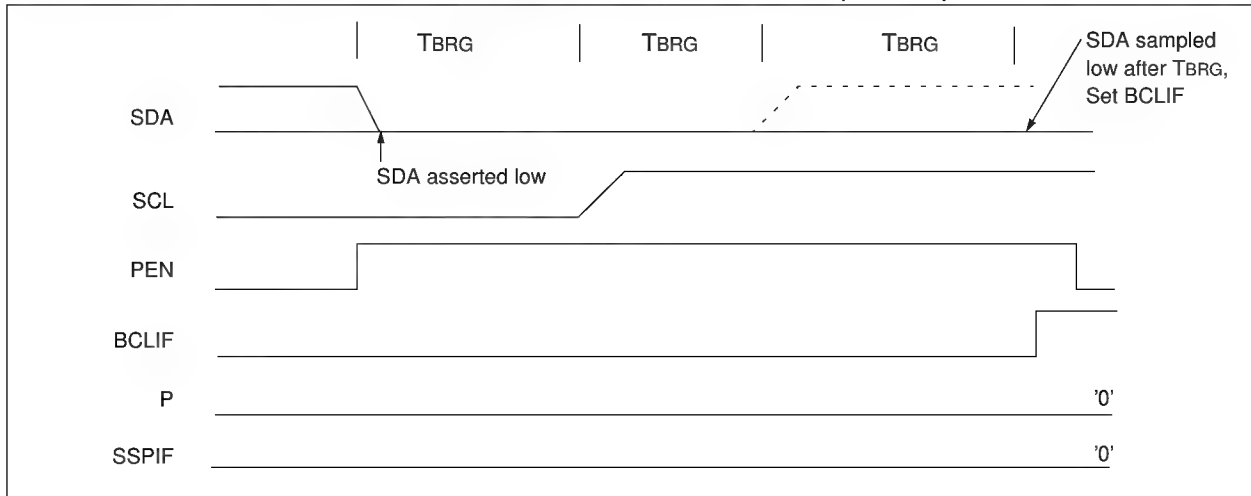 TBRG TBRG TBRG
SDA sampled
low after TBRG,
Set BCLIF
SDA
SDA asserted low
SCL
PEN
BCLIF
P '0'
SSPIF '0'